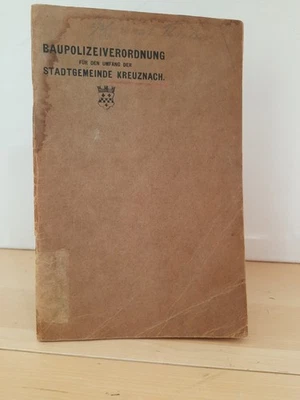 BAUPOLIZEIVERORDNUNG
FÜR DEN UMFANG DER
STADTGEMEINDE KREUZNACH.